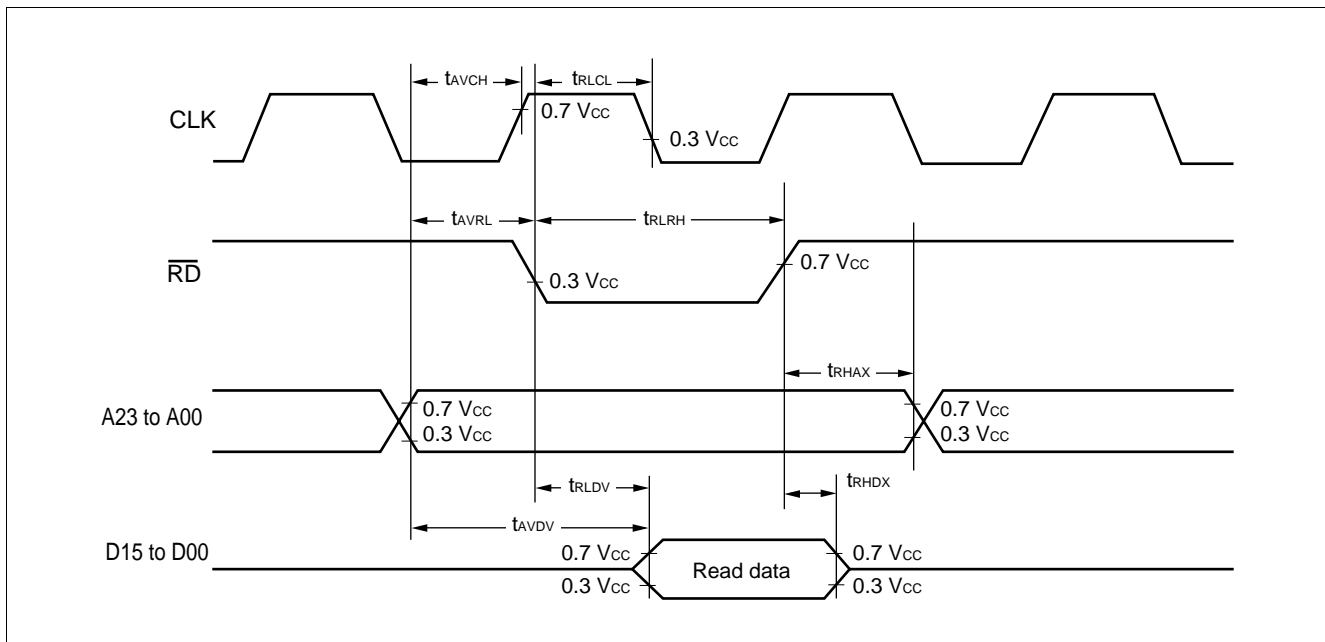 tAVCH
tRLCL
CLK
0.7 VCC
0.3 VCC
tAVRL
tRLRH
RD
0.3 VCC
0.7 VCC
tRHAX
A23 to A00
0.7 VCC
0.3 VCC
0.7 VCC
0.3 VCC
tRLDV
tRHDX
tAVDV
D15 to D00
0.7 VCC
0.3 VCC
Read data
0.7 VCC
0.3 VCC